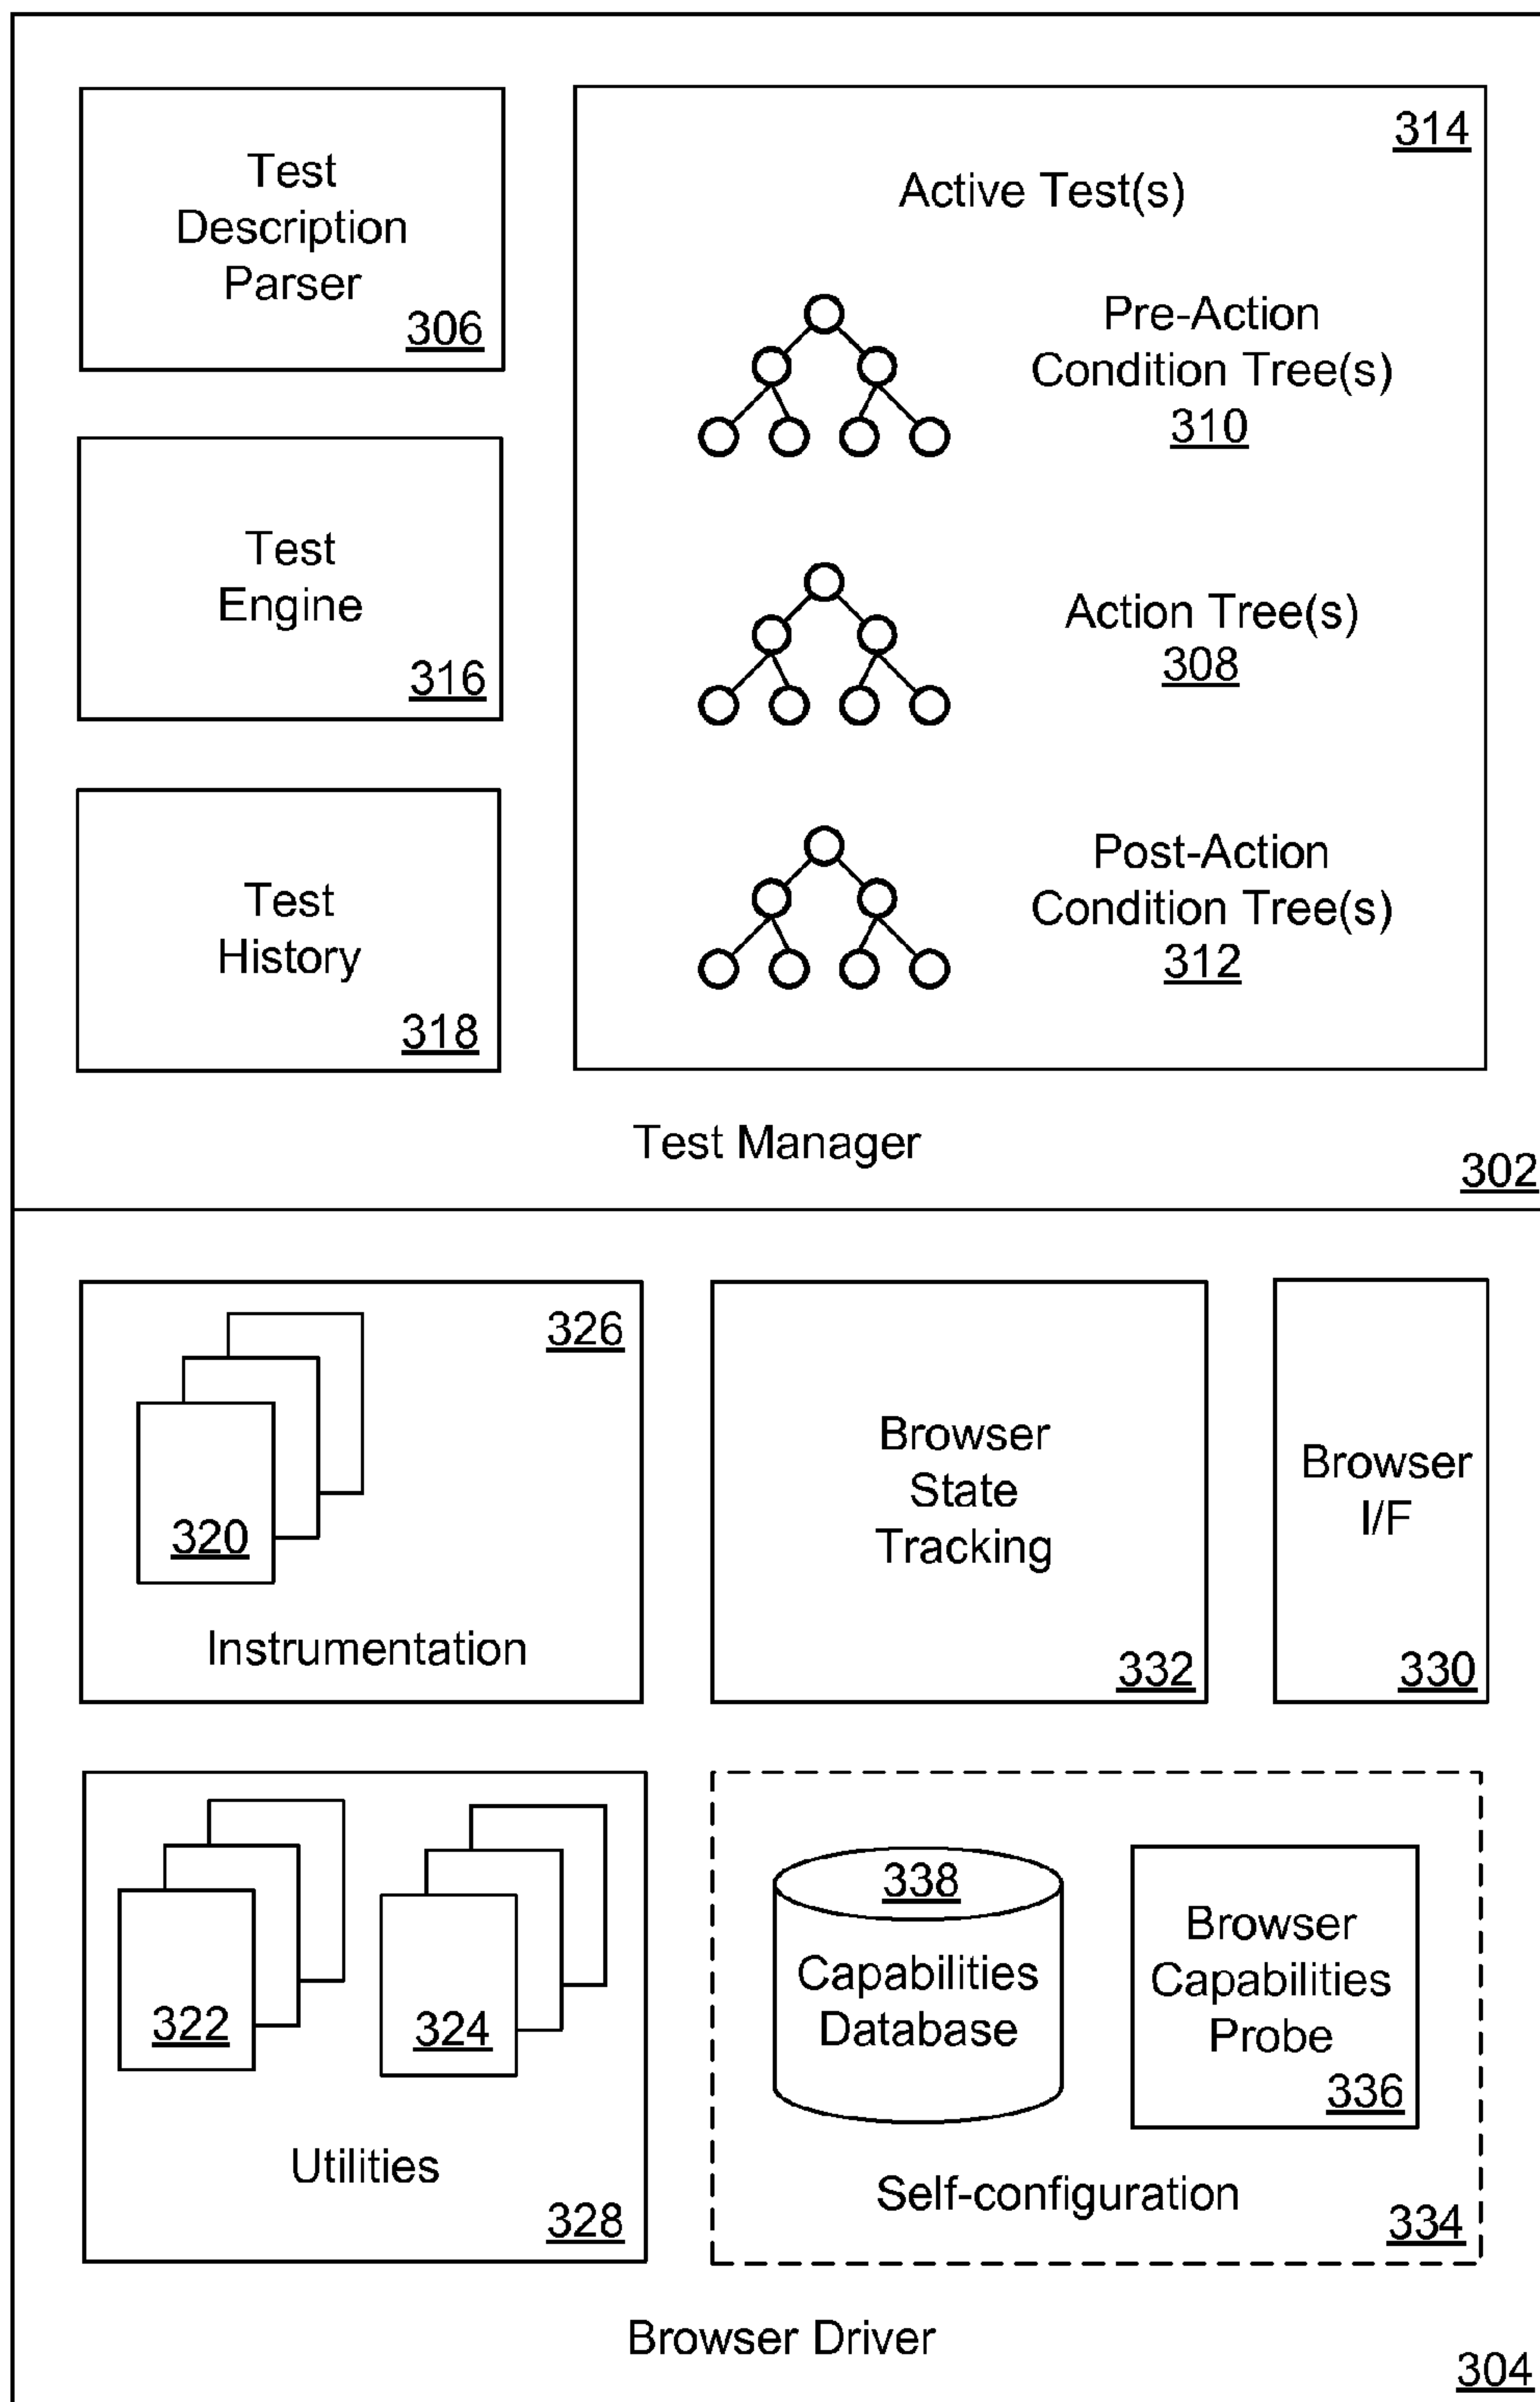 Test
Description
Parser
306
Test
Engine
316
Test
History
318
314
Active Test(s)
Pre-Action
Condition Tree(s)
310
Action Tree(s)
308
Post-Action
Condition Tree(s)
312
Test Manager
302
326
320
Instrumentation
Browser
State
Tracking
332
Browser
I/F
330
322
324
Utilities
328
338
Capabilities
Database
Browser
Capabilities
Probe
336
Self-configuration
334
Browser Driver
304